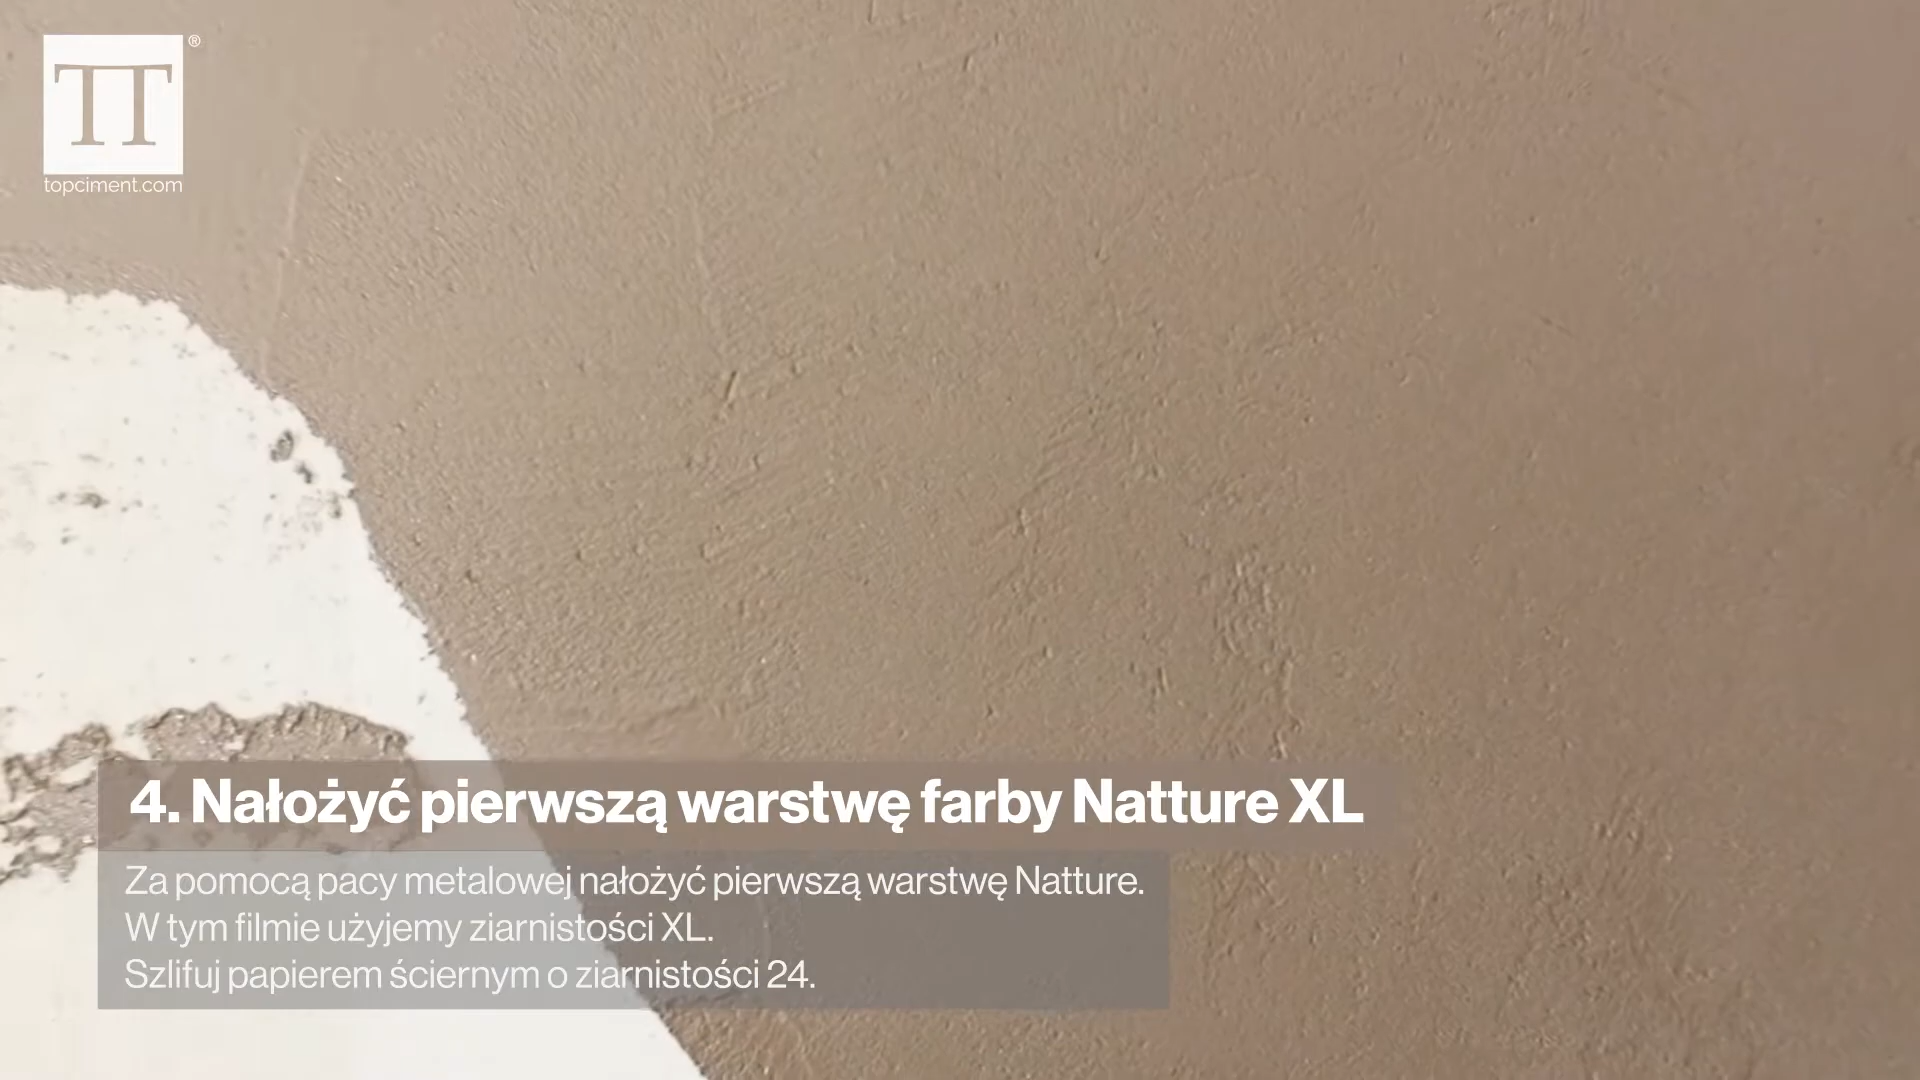 ®
topciment.com
4. Nałożyć pierwszą warstwę farby Natture XL
Za pomocą pacy metalowej nałożyć pierwszą warstwę Natture.
W tym filmie użyjemy ziarnistości XL.
Szlifuj papierem ściernym o ziarnistości 24.